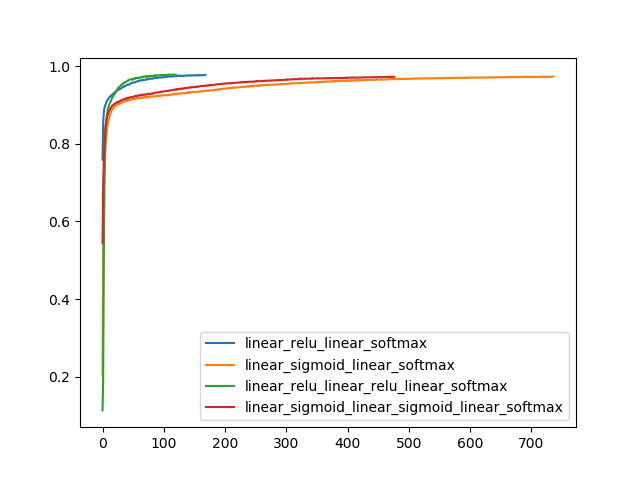 1.0
0.8
0.6
0.4
0.2
linear_relu_linear_softmax
linear_sigmoid_linear_softmax
linear_relu_linear_relu_linear_softmax
linear_sigmoid_linear_sigmoid_linear_softmax
0 100 200 300 400 500 600 700